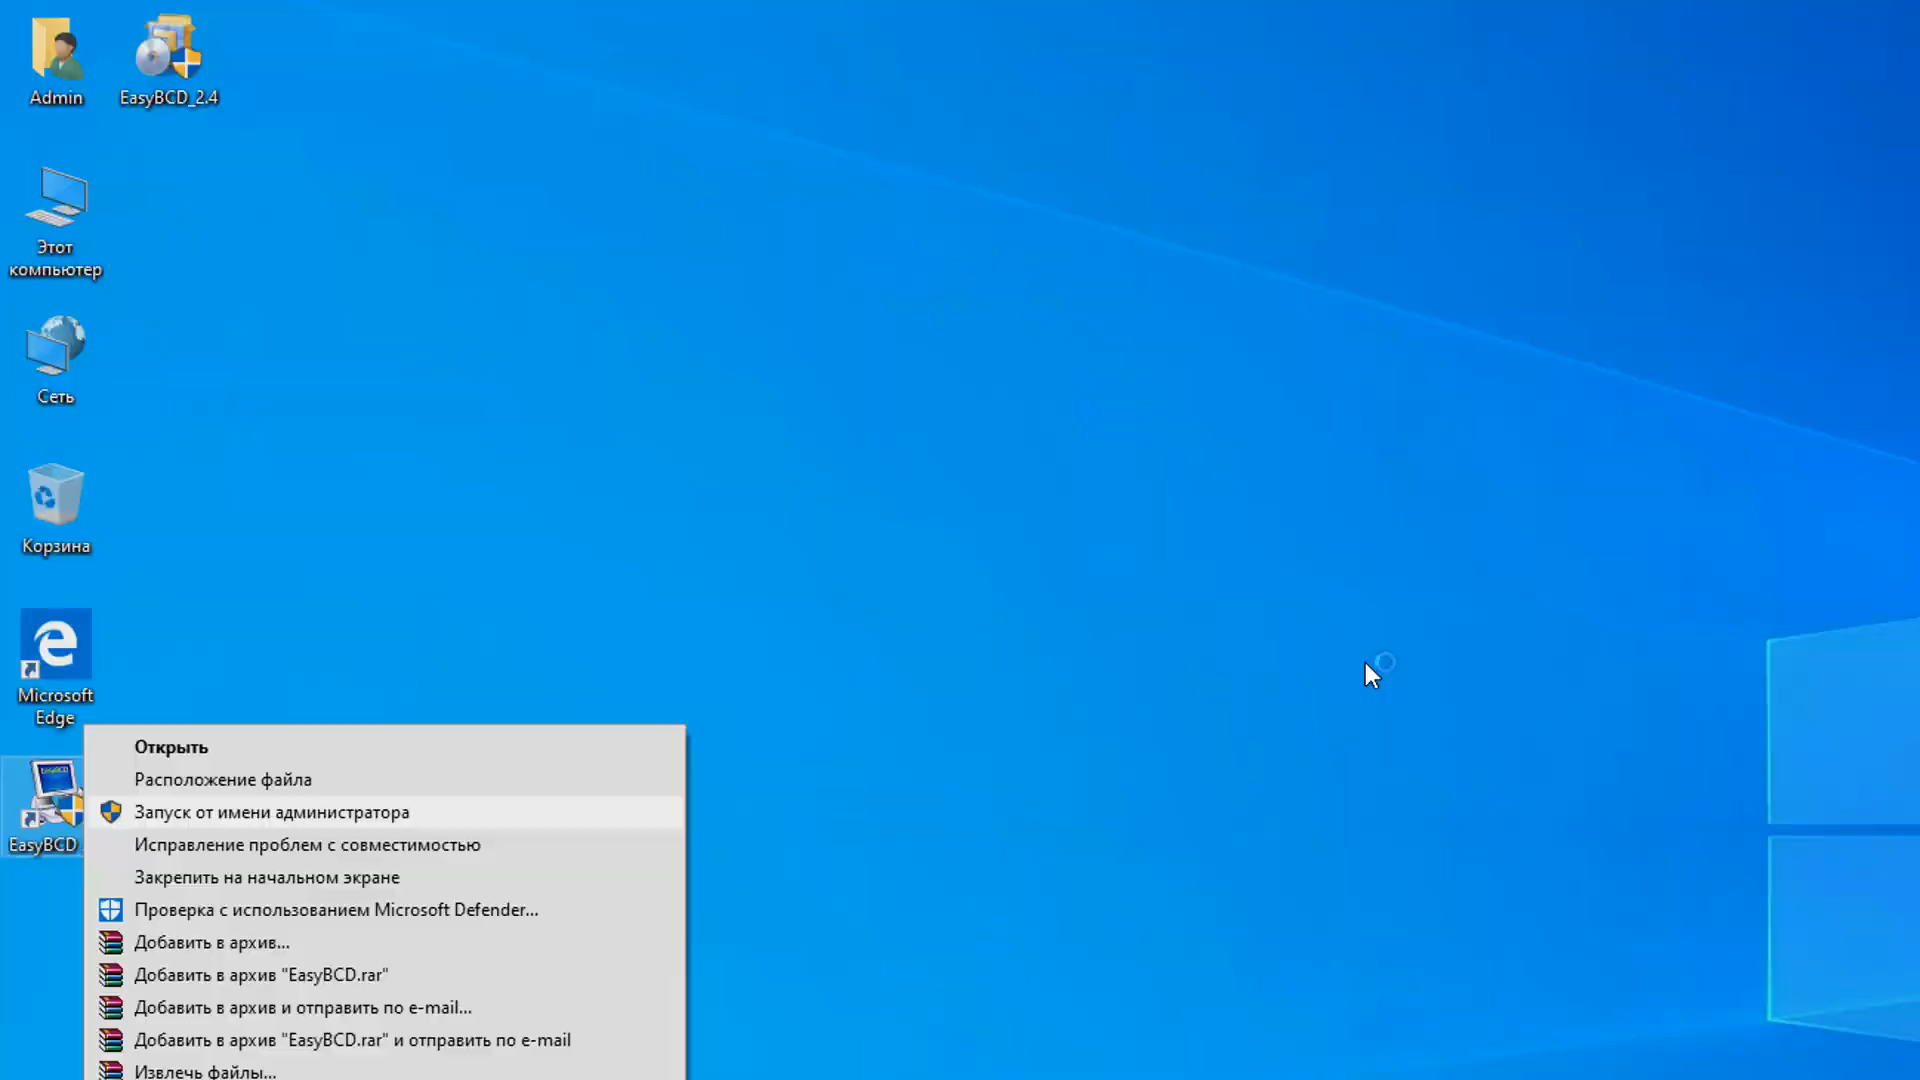 Admin
EasyBCD_2.4
Этот
компьютер
Сеть
Корзина
Microsoft
Edge
EasyBCD
Открыть
Расположение файла
Запуск от имени администратора
Исправление проблем с совместимостью
Закрепить на начальном экране
Проверка с использованием Microsoft Defender...
Добавить в архив...
Добавить в архив "EasyBCD.rar"
Добавить в архив и отправить по e-mail...
Добавить в архив "EasyBCD.rar" и отправить по e-mail
Извлечь файлы...